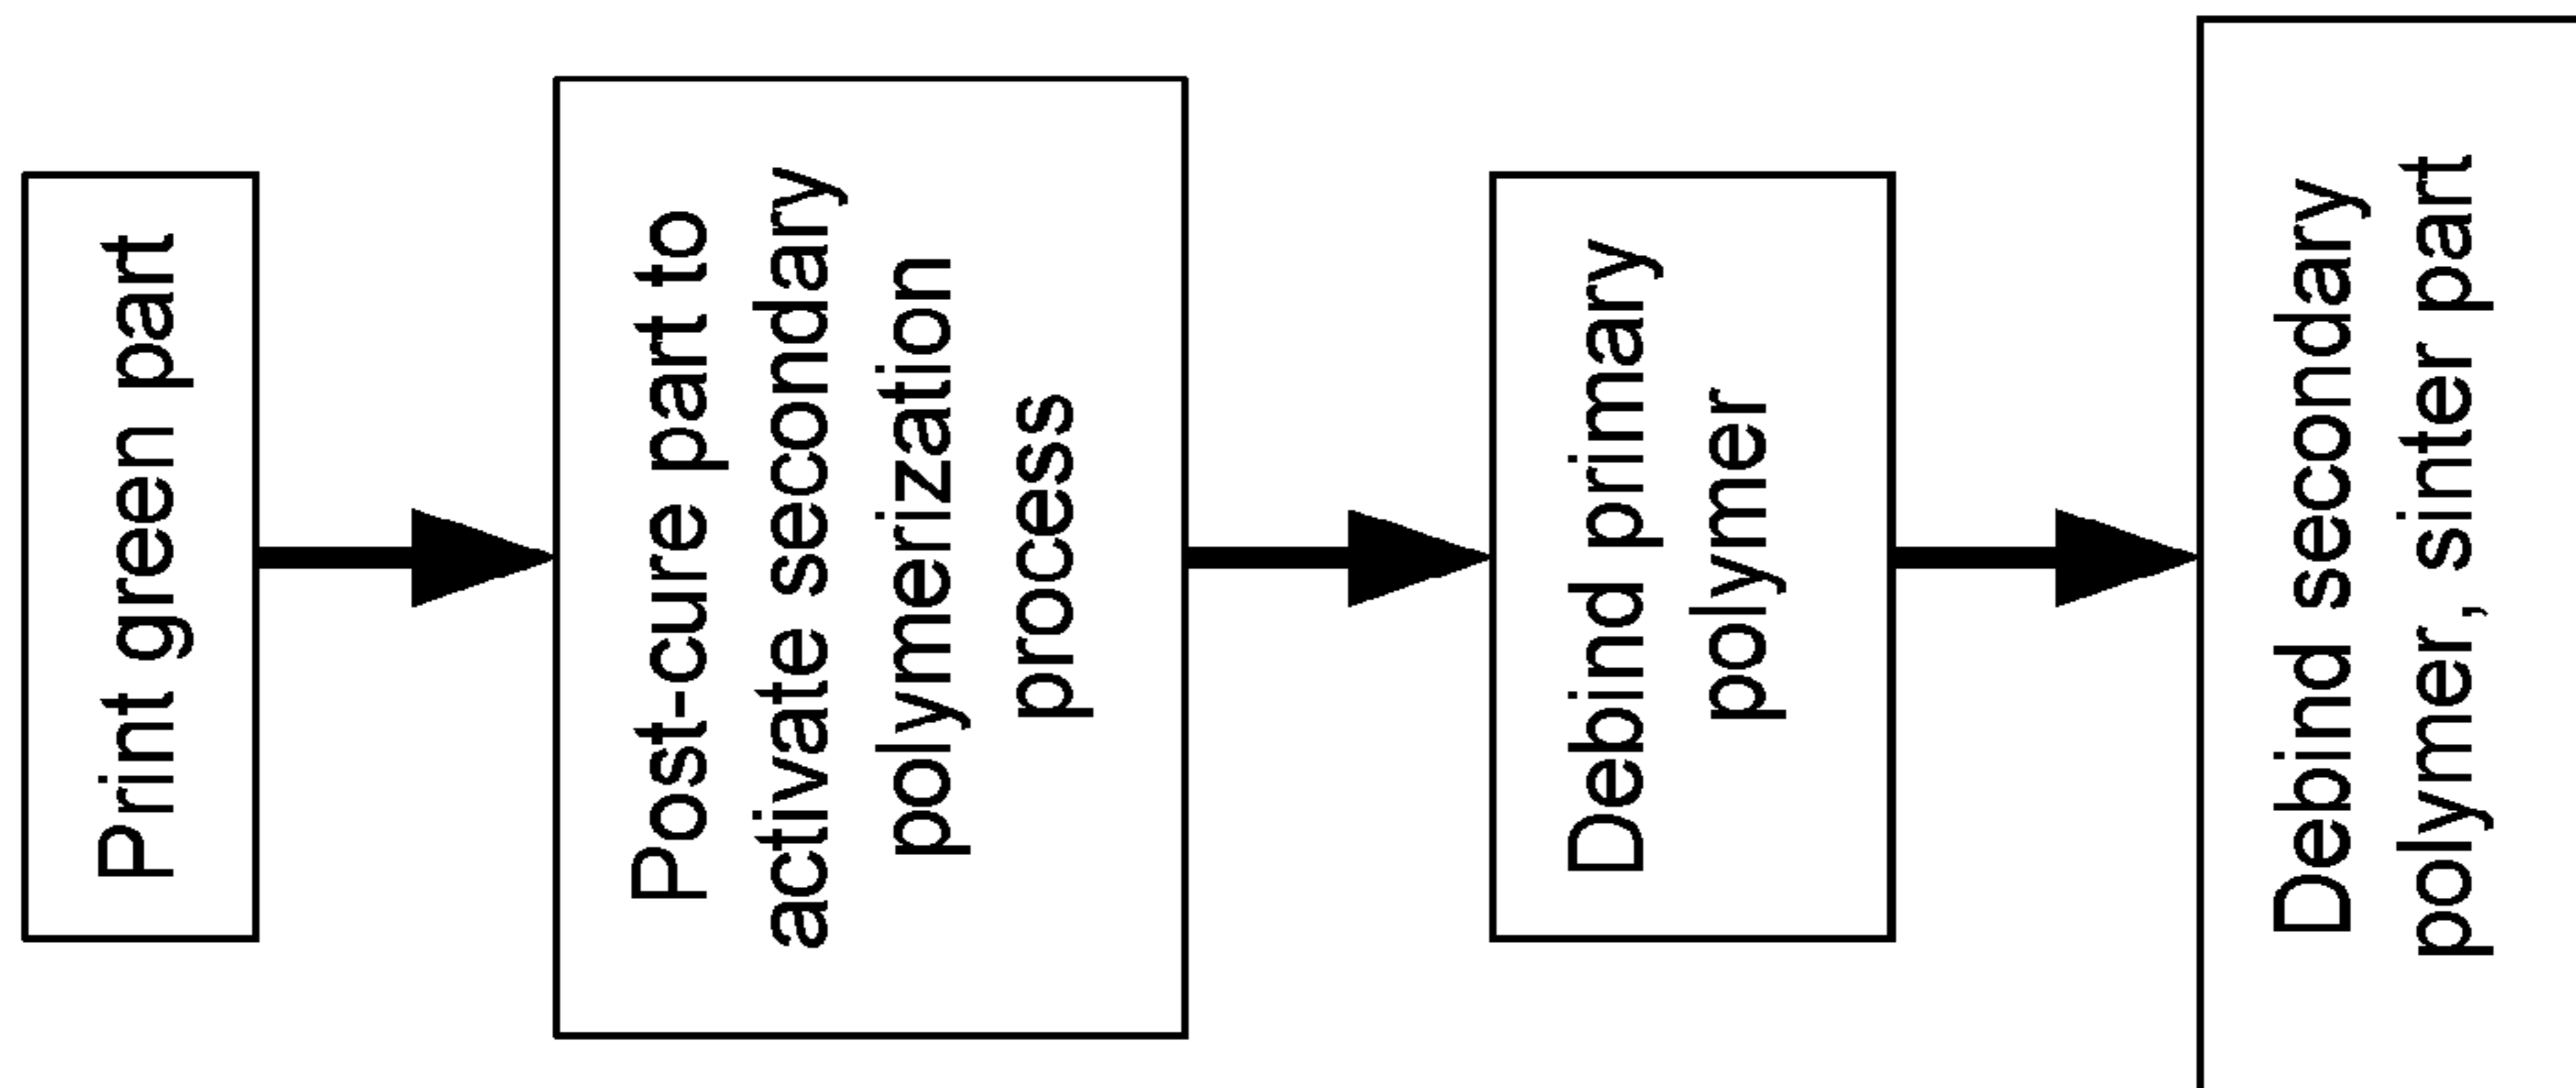 Print green part
Post-cure part to
activate secondary
polymerization
process
Debind primary
polymer
Debind secondary
polymer, sinter part